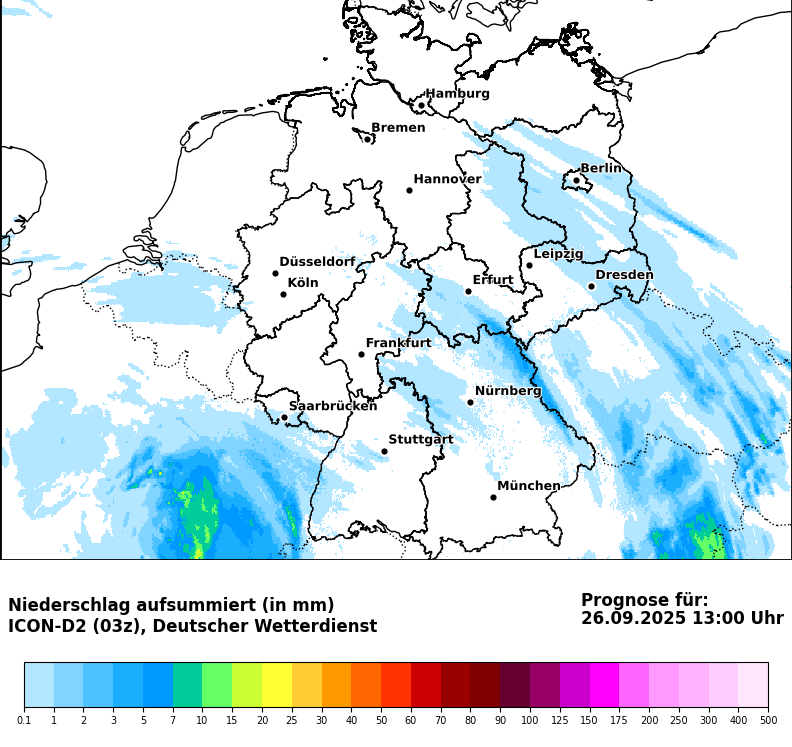 Hamburg
Bremen
Berlin
Hannover
Leipzig
Düsseldorf
Dresden
Köln
Erfurt
Frankfurt
Nürnberg
Saarbrücken
Stuttgart
München
Niederschlag aufsummiert (in mm)
ICON-D2 (03z), Deutscher Wetterdienst
Prognose für:
26.09.2025 13:00 Uhr
0.1 1 2 3 5 7 10 15 20 25 30 40 50 60 70 80 90 100 125 150 175 200 250 300 400 500